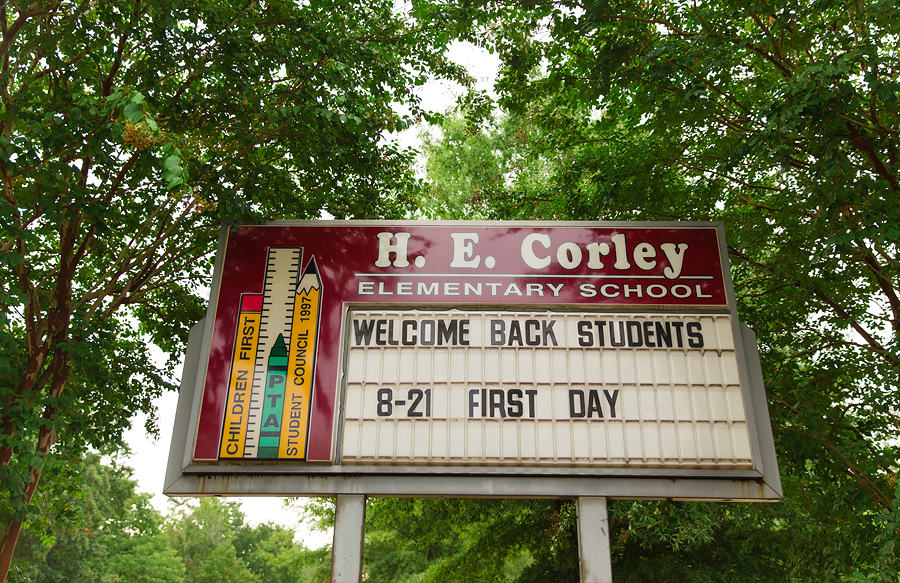 H. E. Corley
ELEMENTARY SCHOOL
WELCOME BACK STUDENTS
8-21 FIRST DAY
CHILDREN FIRST
PTA
STUDENT COUNCIL 1997